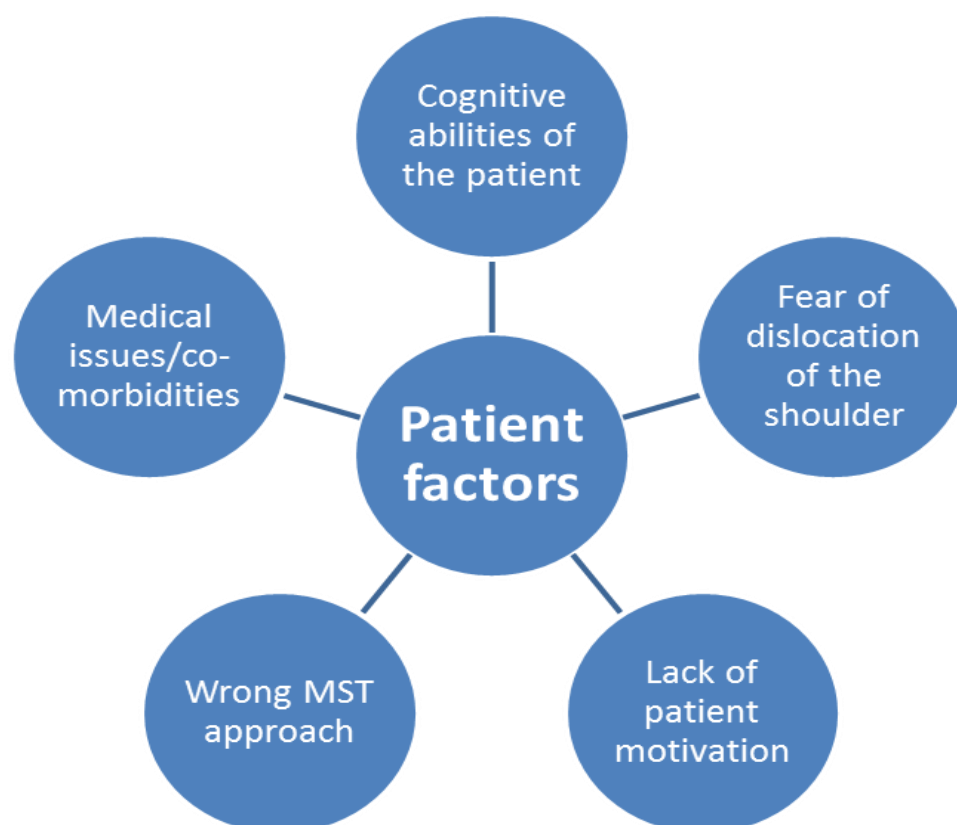 Cognitive
abilities of
the patient
Medical
issues/co-
morbidities
Fear of
dislocation
of the
shoulder
Patient
factors
Wrong MST
approach
Lack of
patient
motivation